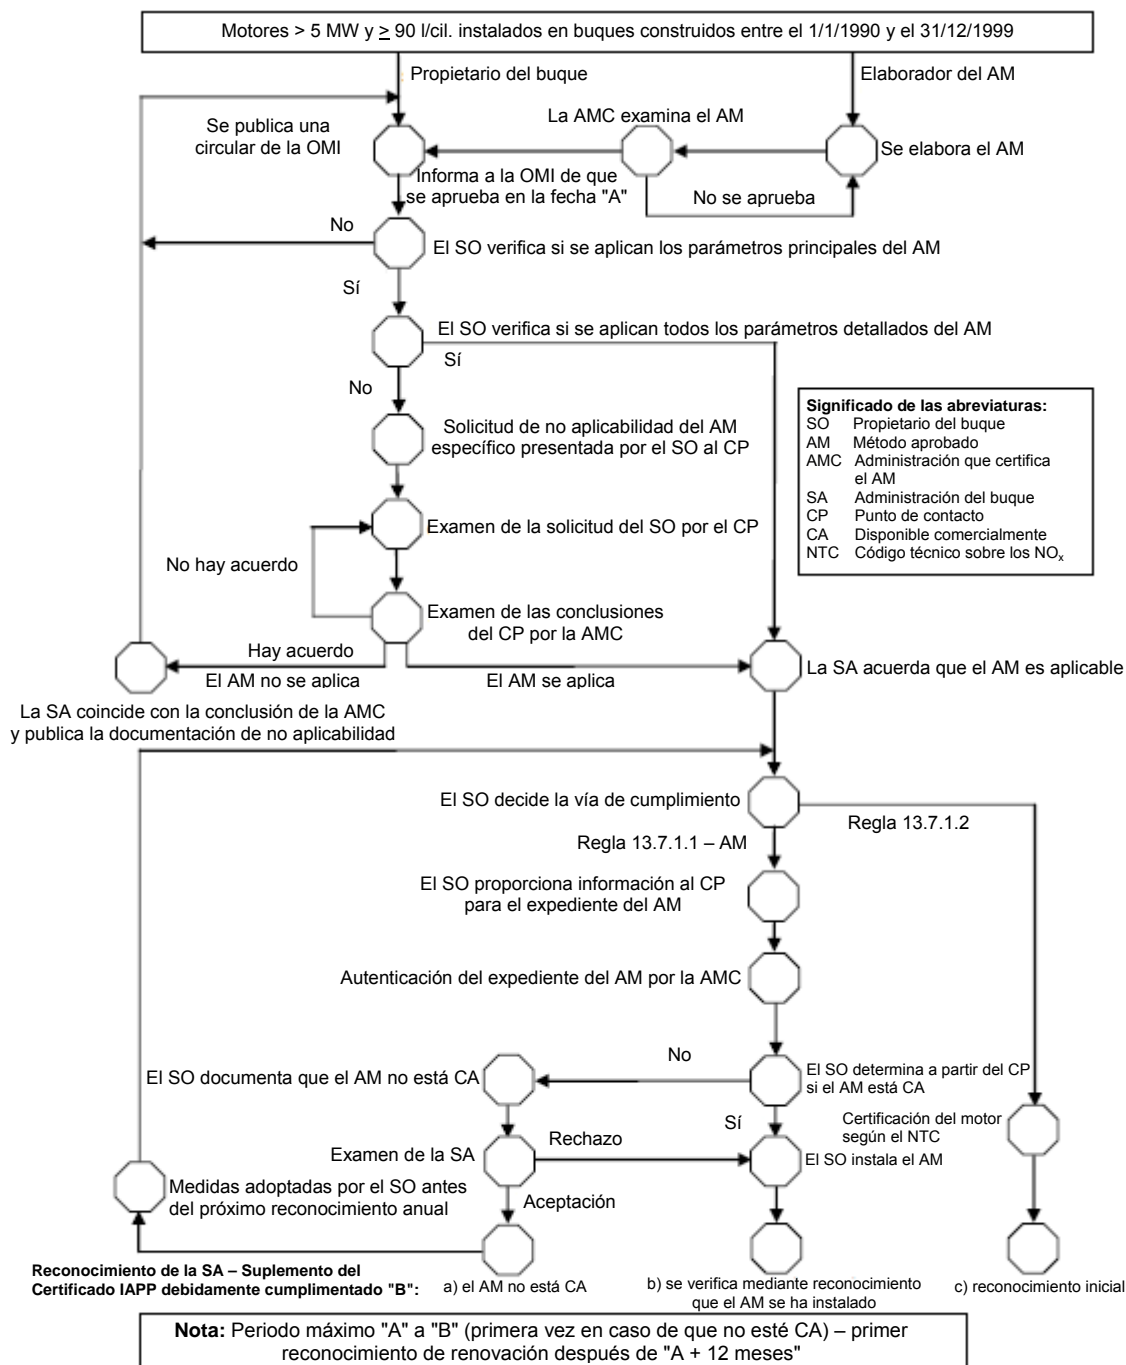 Motores > 5 MW y ≥ 90 l/cil. instalados en buques construidos entre el 1/1/1990 y el 31/12/1999
Propietario del buque
Elaborador del AM
Se publica una
circular de la OMI
La AMC examina el AM
Se elabora el AM
Informa a la OMI de que
se aprueba en la fecha "A"
No se aprueba
No
El SO verifica si se aplican los parámetros principales del AM
Sí
El SO verifica si se aplican todos los parámetros detallados del AM
Sí
No
Solicitud de no aplicabilidad del AM
específico presentada por el SO al CP
Significado de las abreviaturas:
SO Propietario del buque
AM Método aprobado
AMC Administración que certifica
el AM
SA Administración del buque
CP Punto de contacto
CA Disponible comercialmente
NTC Código técnico sobre los NOx
Examen de la solicitud del SO por el CP
No hay acuerdo
Examen de las conclusiones
del CP por la AMC
Hay acuerdo
El AM no se aplica
El AM se aplica
La SA acuerda que el AM es aplicable
La SA coincide con la conclusión de la AMC
y publica la documentación de no aplicabilidad
El SO decide la vía de cumplimiento
Regla 13.7.1.2
Regla 13.7.1.1 – AM
El SO proporciona información al CP
para el expediente del AM
Autenticación del expediente del AM por la AMC
No
El SO documenta que el AM no está CA
El SO determina a partir del CP
si el AM está CA
Sí
Certificación del motor
según el NTC
Examen de la SA
Rechazo
El SO instala el AM
Medidas adoptadas por el SO antes
del próximo reconocimiento anual
Aceptación
Reconocimiento de la SA – Suplemento del
Certificado IAPP debidamente cumplimentado "B":
a) el AM no está CA
b) se verifica mediante reconocimiento
que el AM se ha instalado
c) reconocimiento inicial
Nota: Periodo máximo "A" a "B" (primera vez en caso de que no esté CA) – primer
reconocimiento de renovación después de "A + 12 meses"